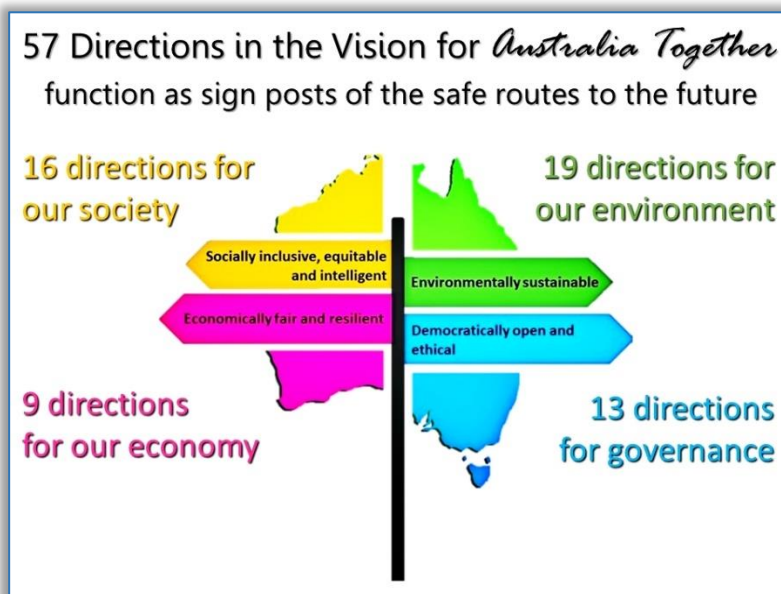 57 Directions in the Vision for Australia Together
function as sign posts of the safe routes to the future
16 directions for
our society
19 directions for
our environment
Socially inclusive, equitable
and intelligent
Environmentally sustainable
Economically fair and resilient
Democratically open and
ethical
9 directions
for our economy
13 directions
for governance